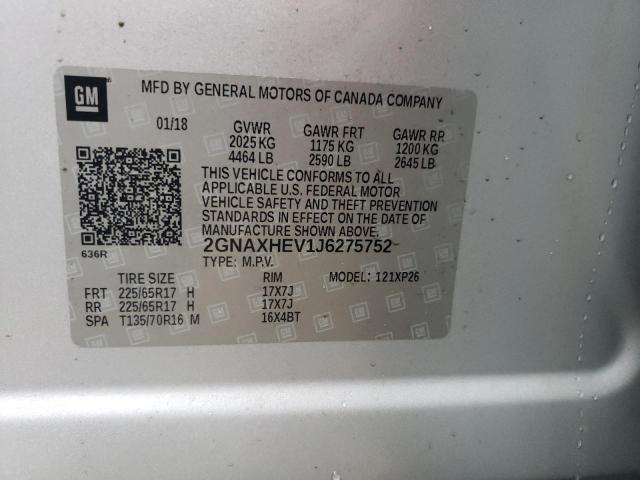 GM
MFD BY GENERAL MOTORS OF CANADA COMPANY
01/18 GVWR GAWR FRT GAWR RR
2025 KG 1175 KG 1200 KG
4464 LB 2590 LB 2645 LB
THIS VEHICLE CONFORMS TO ALL
APPLICABLE U.S. FEDERAL MOTOR
VEHICLE SAFETY AND THEFT PREVENTION
STANDARDS IN EFFECT ON THE DATE OF
MANUFACTURE SHOWN ABOVE.
636R 2GNAXHEV1J6275752
TYPE: M.P.V.
TIRE SIZE RIM MODEL: 121XP26
FRT 225/65R17 H 17X7J
RR 225/65R17 H 17X7J
SPA T135/70R16 M 16X4BT